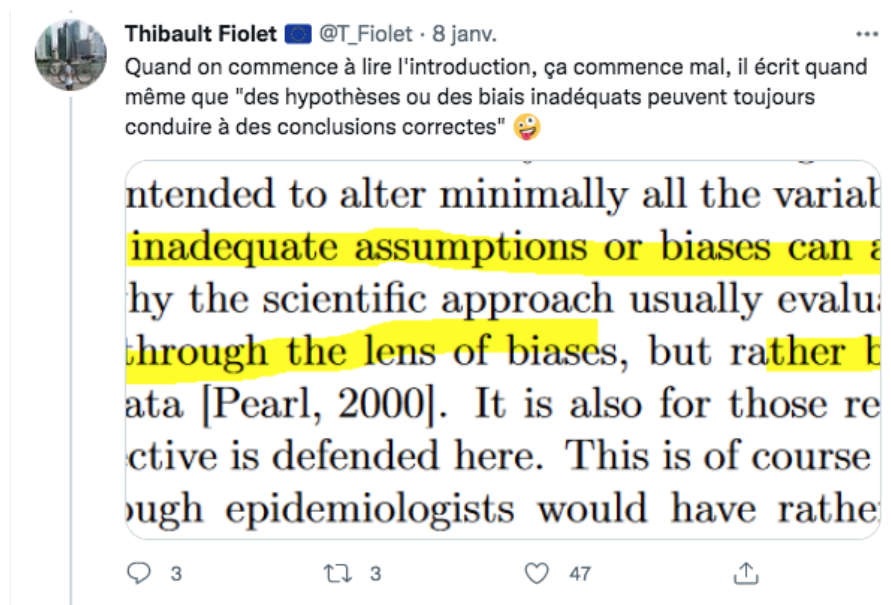 Thibault Fiolet 🇪🇺 @T_Fiolet · 8 janv.
Quand on commence à lire l'introduction, ça commence mal, il écrit quand
même que "des hypothèses ou des biais inadéquats peuvent toujours
conduire à des conclusions correctes" 🤪
ntended to alter minimally all the variab
inadequate assumptions or biases can a
hy the scientific approach usually evalua
through the lens of biases, but rather b
ata [Pearl, 2000]. It is also for those re
ctive is defended here. This is of course
ough epidemiologists would have rathe
3 3 47